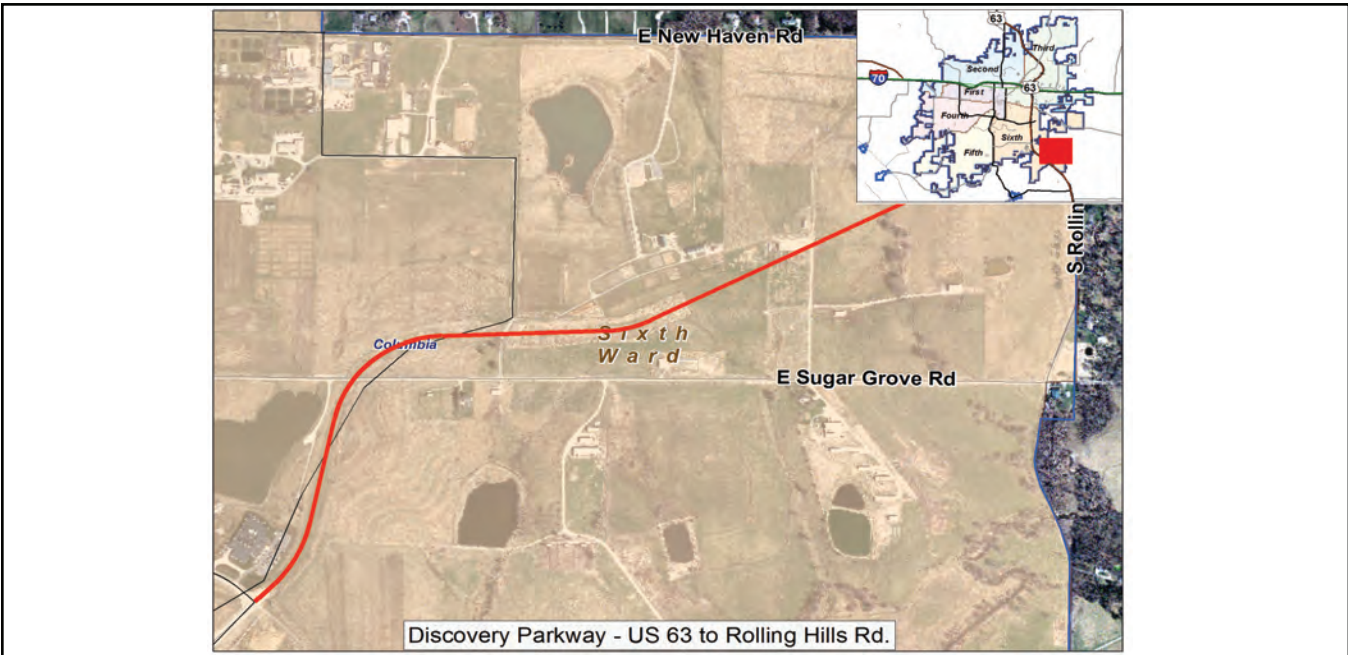 E New Haven Rd
63
Third
Second
70
63
First
Fourth
Sixth
Fifth
S Rollin
Columbia
Sixth
Ward
E Sugar Grove Rd
Discovery Parkway - US 63 to Rolling Hills Rd.